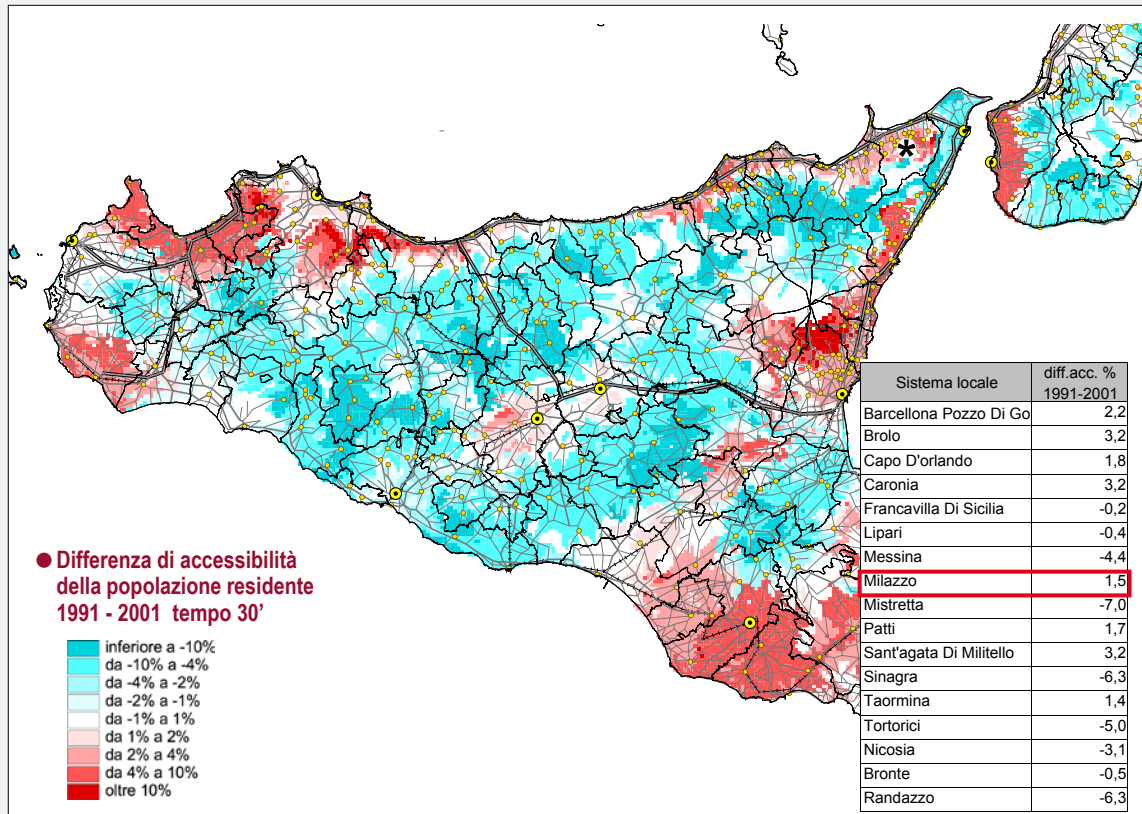 *
Sistema locale diff.acc. % 1991-2001
Barcellona Pozzo Di Go 2,2
Brolo 3,2
Capo D'orlando 1,8
Caronia 3,2
Francavilla Di Sicilia -0,2
Lipari -0,4
Messina -4,4
Milazzo 1,5
Mistretta -7,0
Patti 1,7
Sant'agata Di Militello 3,2
Sinagra -6,3
Taormina 1,4
Tortorici -5,0
Nicosia -3,1
Bronte -0,5
Randazzo -6,3
● Differenza di accessibilità
della popolazione residente
1991 - 2001 tempo 30'
inferiore a -10%
da -10% a -4%
da -4% a -2%
da -2% a -1%
da -1% a 1%
da 1% a 2%
da 2% a 4%
da 4% a 10%
oltre 10%